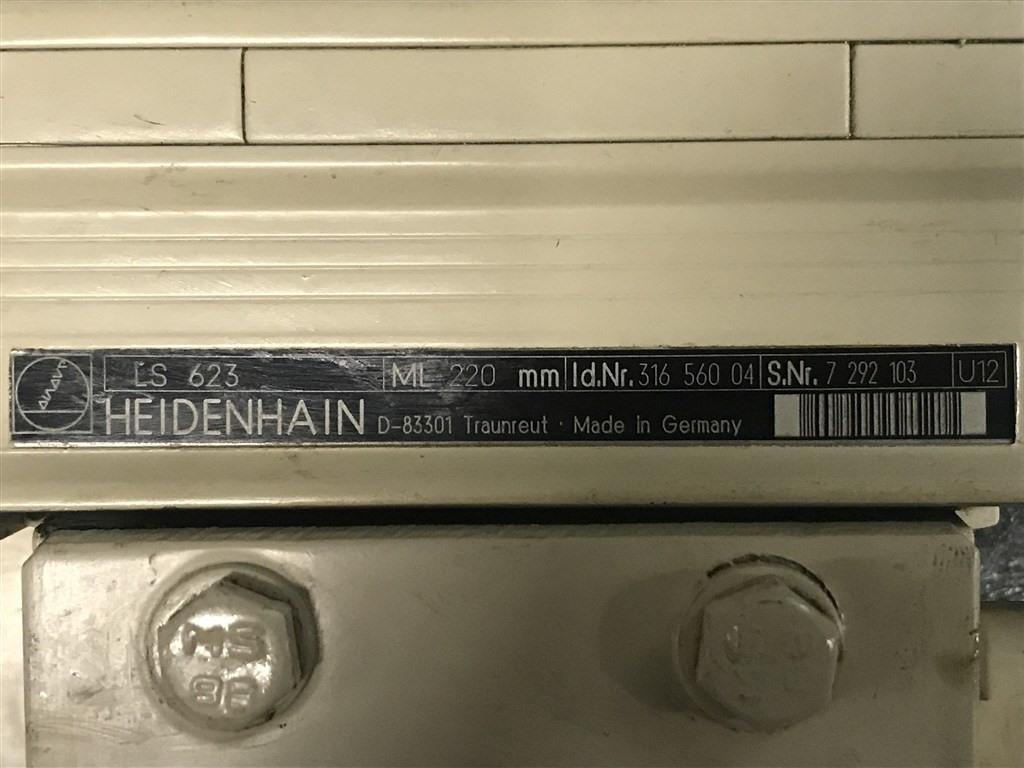 LS 623 ML 220 mm Id.Nr. 316 560 04 S.Nr. 7 292 103 U12
HEIDENHAIN D-83301 Traunreut · Made in Germany
MS